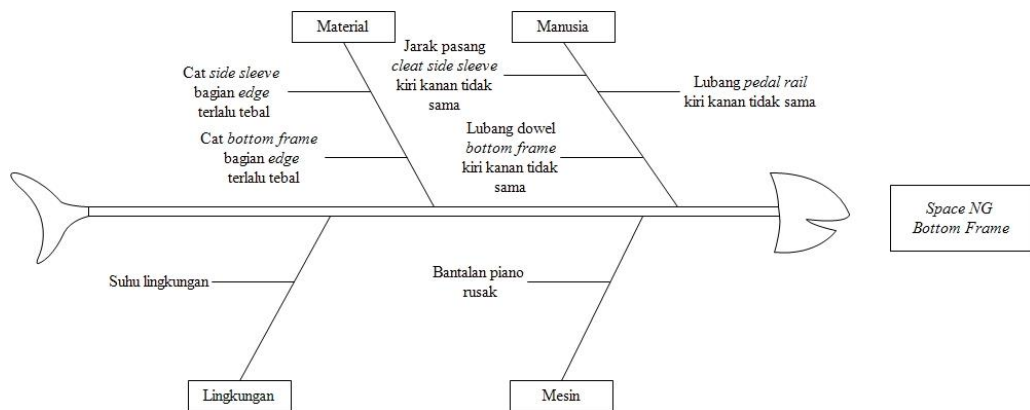 Material
Manusia
Cat side sleeve
bagian edge
terlalu tebal
Cat bottom frame
bagian edge
terlalu tebal
Jarak pasang
cleat side sleeve
kiri kanan tidak
sama
Lubang dowel
bottom frame
kiri kanan tidak
sama
Lubang pedal rail
kiri kanan tidak sama
Space NG
Bottom Frame
Suhu lingkungan
Bantalan piano
rusak
Lingkungan
Mesin